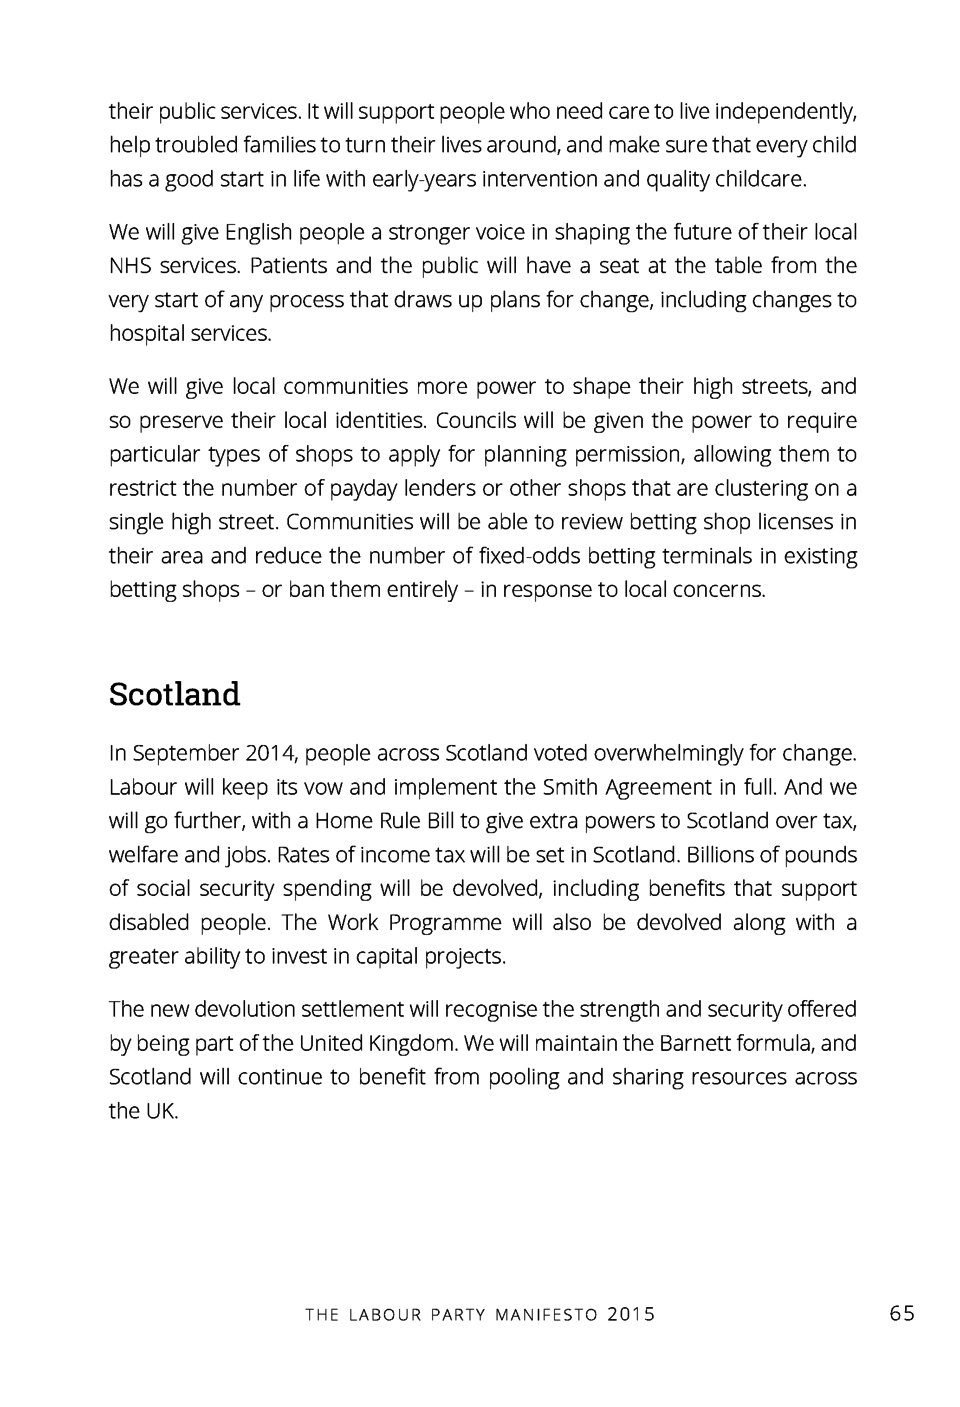 their public services. It will support people who need care to live independently,
help troubled families to turn their lives around, and make sure that every child
has a good start in life with early-years intervention and quality childcare.
We will give English people a stronger voice in shaping the future of their local
NHS services. Patients and the public will have a seat at the table from the
very start of any process that draws up plans for change, including changes to
hospital services.
We will give local communities more power to shape their high streets, and
so preserve their local identities. Councils will be given the power to require
particular types of shops to apply for planning permission, allowing them to
restrict the number of payday lenders or other shops that are clustering on a
single high street. Communities will be able to review betting shop licenses in
their area and reduce the number of fixed-odds betting terminals in existing
betting shops – or ban them entirely – in response to local concerns.
Scotland
In September 2014, people across Scotland voted overwhelmingly for change.
Labour will keep its vow and implement the Smith Agreement in full. And we
will go further, with a Home Rule Bill to give extra powers to Scotland over tax,
welfare and jobs. Rates of income tax will be set in Scotland. Billions of pounds
of social security spending will be devolved, including benefits that support
disabled people. The Work Programme will also be devolved along with a
greater ability to invest in capital projects.
The new devolution settlement will recognise the strength and security offered
by being part of the United Kingdom. We will maintain the Barnett formula, and
Scotland will continue to benefit from pooling and sharing resources across
the UK.
THE LABOUR PARTY MANIFESTO 2015 65